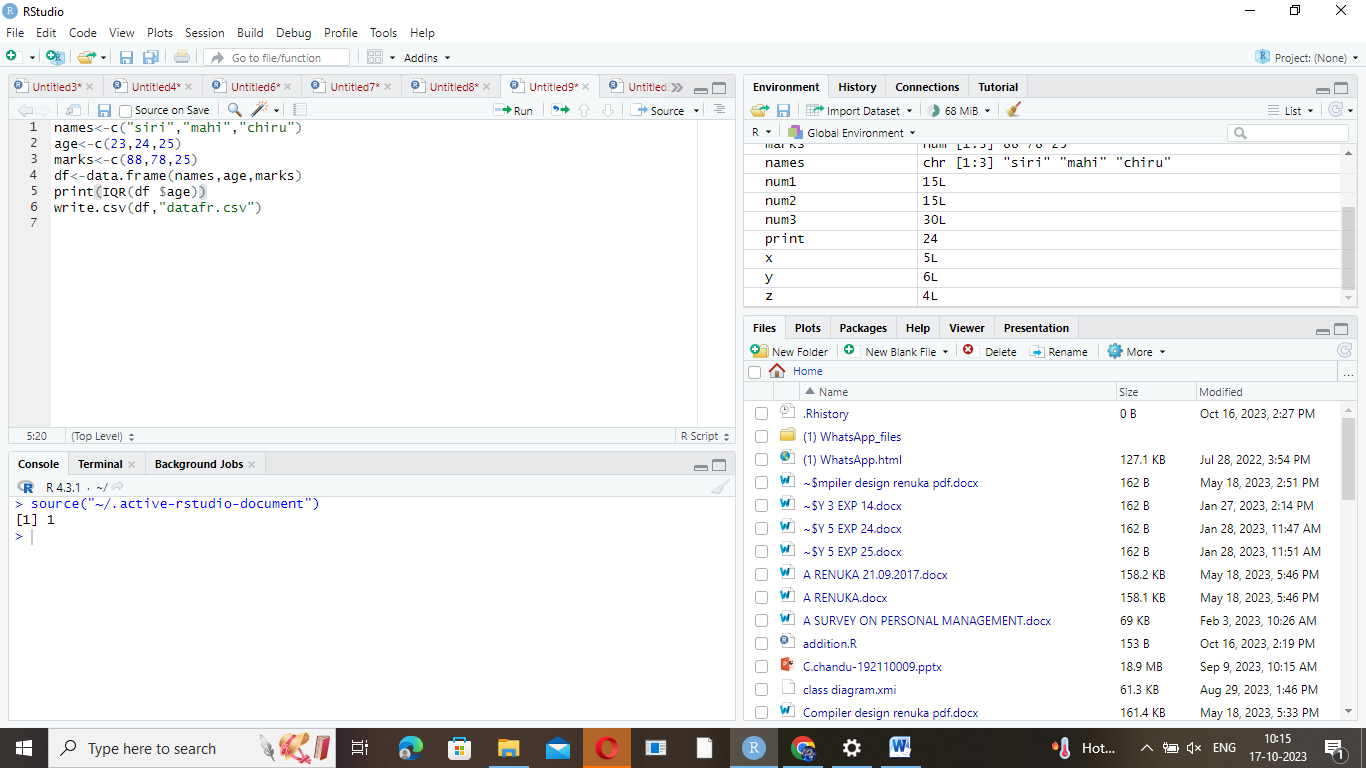 RStudio
File Edit Code View Plots Session Build Debug Profile Tools Help
Go to file/function Addins Project: (None)
Untitled3* Untitled4* Untitled6* Untitled7* Untitled8* Untitled9* Untitled
Source on Save Run Source
1 names<-c("siri","mahi","chiru")
2 age<-c(23,24,25)
3 marks<-c(88,78,25)
4 df<-data.frame(names,age,marks)
5 print(IQR(df $age))
6 write.csv(df,"datafr.csv")
7
5:20 (Top Level) R Script
Console Terminal Background Jobs
R 4.3.1 · ~/
> source("~/.active-rstudio-document")
[1] 1
>
Environment History Connections Tutorial
Import Dataset 68 MiB List
R Global Environment
marks num [1:3] 88 78 25
names chr [1:3] "siri" "mahi" "chiru"
num1 15L
num2 15L
num3 30L
print 24
x 5L
y 6L
z 4L
Files Plots Packages Help Viewer Presentation
New Folder New Blank File Delete Rename More
Home ...
Name Size Modified
.Rhistory 0 B Oct 16, 2023, 2:27 PM
(1) WhatsApp_files
(1) WhatsApp.html 127.1 KB Jul 28, 2022, 3:54 PM
~$mpiler design renuka pdf.docx 162 B May 18, 2023, 2:51 PM
~$Y 3 EXP 14.docx 162 B Jan 27, 2023, 2:14 PM
~$Y 5 EXP 24.docx 162 B Jan 28, 2023, 11:47 AM
~$Y 5 EXP 25.docx 162 B Jan 28, 2023, 11:51 AM
A RENUKA 21.09.2017.docx 158.2 KB May 18, 2023, 5:46 PM
A RENUKA.docx 158.1 KB May 18, 2023, 5:46 PM
A SURVEY ON PERSONAL MANAGEMENT.docx 69 KB Feb 3, 2023, 10:26 AM
addition.R 153 B Oct 16, 2023, 2:19 PM
C.chandu-192110009.pptx 18.9 MB Sep 9, 2023, 10:15 AM
class diagram.xmi 61.3 KB Aug 29, 2023, 1:46 PM
Compiler design renuka pdf.docx 161.4 KB May 18, 2023, 5:33 PM
Type here to search Hot... ENG 10:15
17-10-2023 1